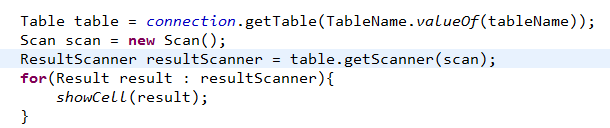 Table table = connection.getTable(TableName.valueOf(tableName));
Scan scan = new Scan();
ResultScanner resultScanner = table.getScanner(scan);
for(Result result : resultScanner){
    showCell(result);
}